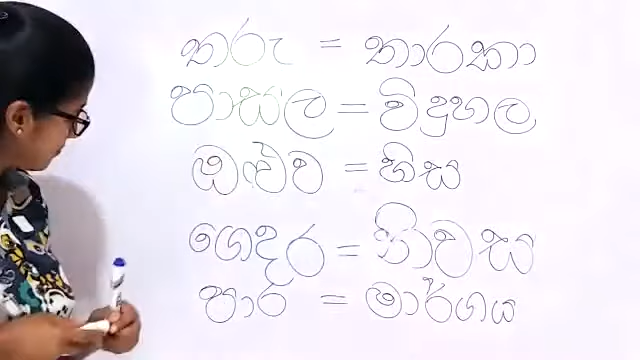 තරු = තාරකා
පාසල = විදුහල
ඔළුව = හිස
ගෙදර = නිවස
පාර = මාර්ගය